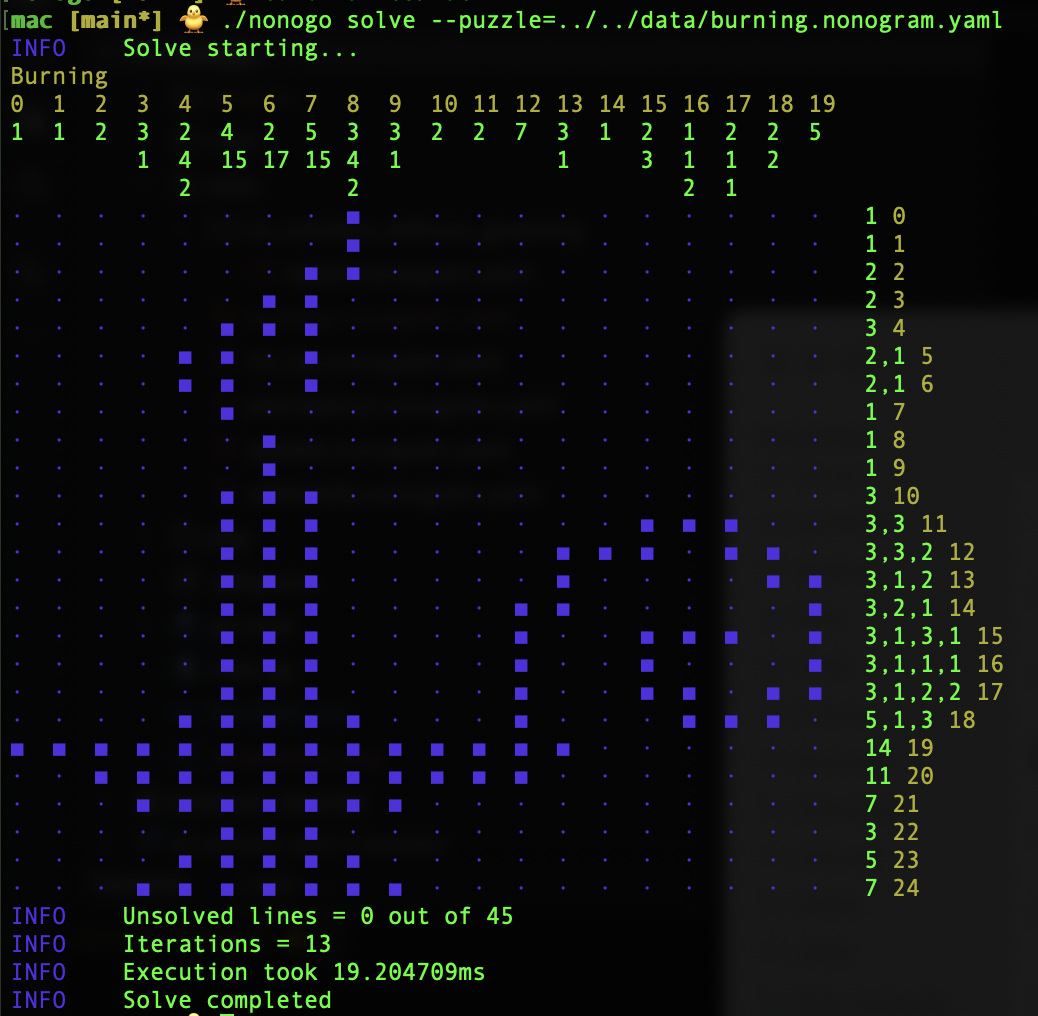 [mac [main*] 🐥 ./nonogo solve --puzzle=../../data/burning.nonogram.yaml
INFO Solve starting...
Burning
0 1 2 3 4 5 6 7 8 9 10 11 12 13 14 15 16 17 18 19
1 1 2 3 2 4 2 5 3 3 2 2 7 3 1 2 1 2 2 5
1 4 15 17 15 4 1 1 3 1 1 2
2 2 2 1
1 0
1 1
2 2
2 3
3 4
2,1 5
2,1 6
1 7
1 8
1 9
3 10
3,3 11
3,3,2 12
3,1,2 13
3,2,1 14
3,1,3,1 15
3,1,1,1 16
3,1,2,2 17
5,1,3 18
14 19
11 20
7 21
3 22
5 23
7 24
INFO Unsolved lines = 0 out of 45
INFO Iterations = 13
INFO Execution took 19.204709ms
INFO Solve completed